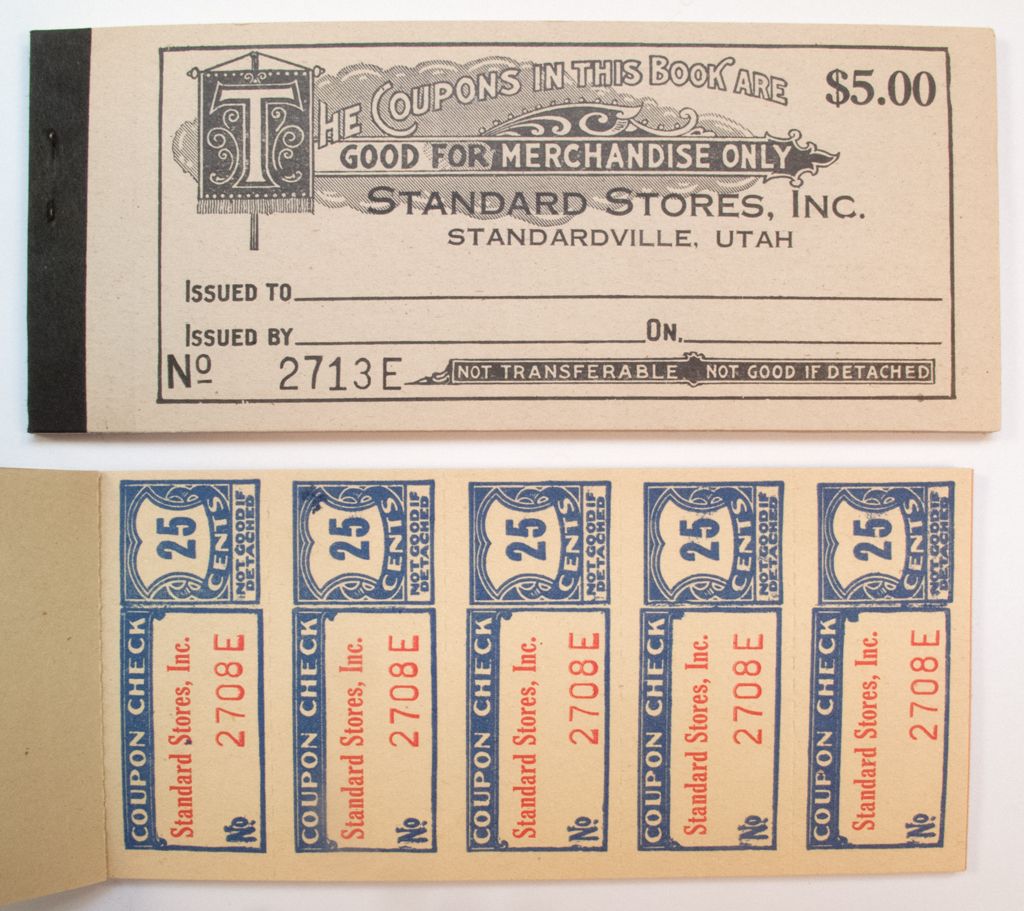 THE COUPONS IN THIS BOOK ARE
$5.00
GOOD FOR MERCHANDISE ONLY
STANDARD STORES, INC.
STANDARDVILLE, UTAH
ISSUED TO
ISSUED BY ON,
No 2713E NOT TRANSFERABLE NOT GOOD IF DETACHED
25
CENTS
NOT GOOD IF
DETACHED
COUPON CHECK
Standard Stores, Inc.
No 2708E
25
CENTS
NOT GOOD IF
DETACHED
COUPON CHECK
Standard Stores, Inc.
No 2708E
25
CENTS
NOT GOOD IF
DETACHED
COUPON CHECK
Standard Stores, Inc.
No 2708E
25
CENTS
NOT GOOD IF
DETACHED
COUPON CHECK
Standard Stores, Inc.
No 2708E
25
CENTS
NOT GOOD IF
DETACHED
COUPON CHECK
Standard Stores, Inc.
No 2708E